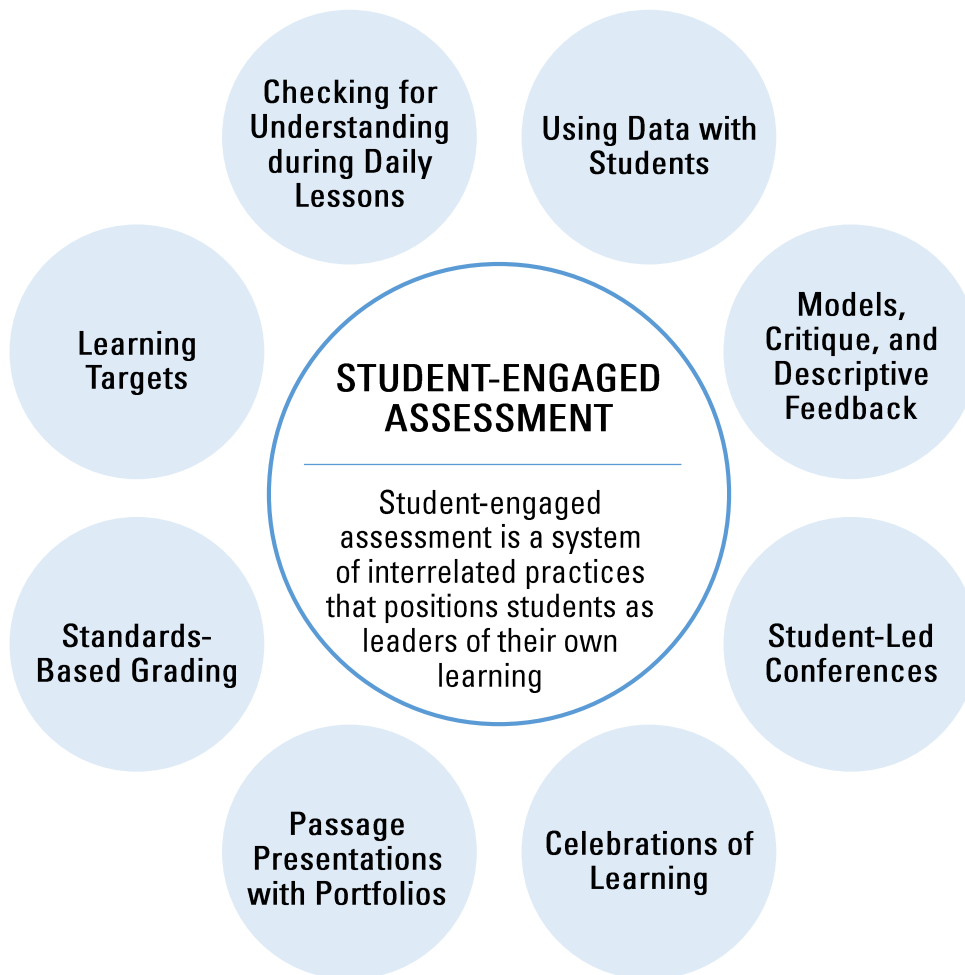 Checking for
Understanding
during Daily
Lessons
Using Data with
Students
Models,
Critique, and
Descriptive
Feedback
Learning
Targets
STUDENT-ENGAGED
ASSESSMENT
Student-engaged
assessment is a system
of interrelated practices
that positions students as
leaders of their own
learning
Standards-
Based Grading
Student-Led
Conferences
Passage
Presentations
with Portfolios
Celebrations of
Learning